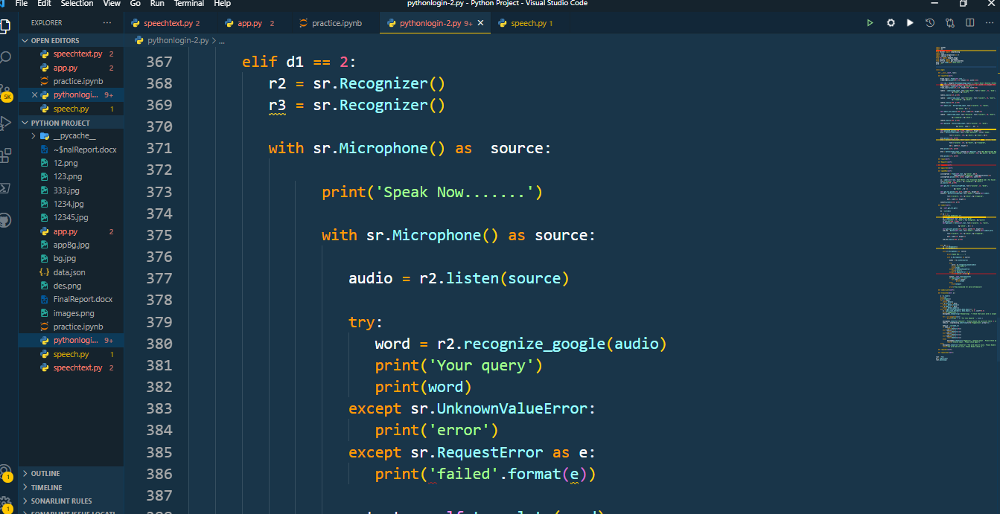 File Edit Selection View Go Run Terminal Help pythonlogin-2.py - Python Project - Visual Studio Code
EXPLORER ... speechtext.py 2 app.py 2 practice.ipynb pythonlogin-2.py 9+ speech.py 1
OPEN EDITORS
speechtext.py 2
app.py 2
practice.ipynb
pythonlogi... 9+
speech.py 1
PYTHON PROJECT
__pycache__
~$nalReport.docx
12.png
123.png
333.jpg
1234.jpg
12345.jpg
app.py 2
appBg.jpg
bg.jpg
data.json
des.png
FinalReport.docx
images.png
practice.ipynb
pythonlogi... 9+
speech.py 1
speechtext.py 2
OUTLINE
TIMELINE
SONARLINT RULES
5K
1
1
pythonlogin-2.py > ...
367 elif d1 == 2:
368 r2 = sr.Recognizer()
369 r3 = sr.Recognizer()
370
371 with sr.Microphone() as  source:
372
373 print('Speak Now.......')
374
375 with sr.Microphone() as source:
376
377 audio = r2.listen(source)
378
379 try:
380 word = r2.recognize_google(audio)
381 print('Your query')
382 print(word)
383 except sr.UnknownValueError:
384 print('error')
385 except sr.RequestError as e:
386 print('failed'.format(e))
387